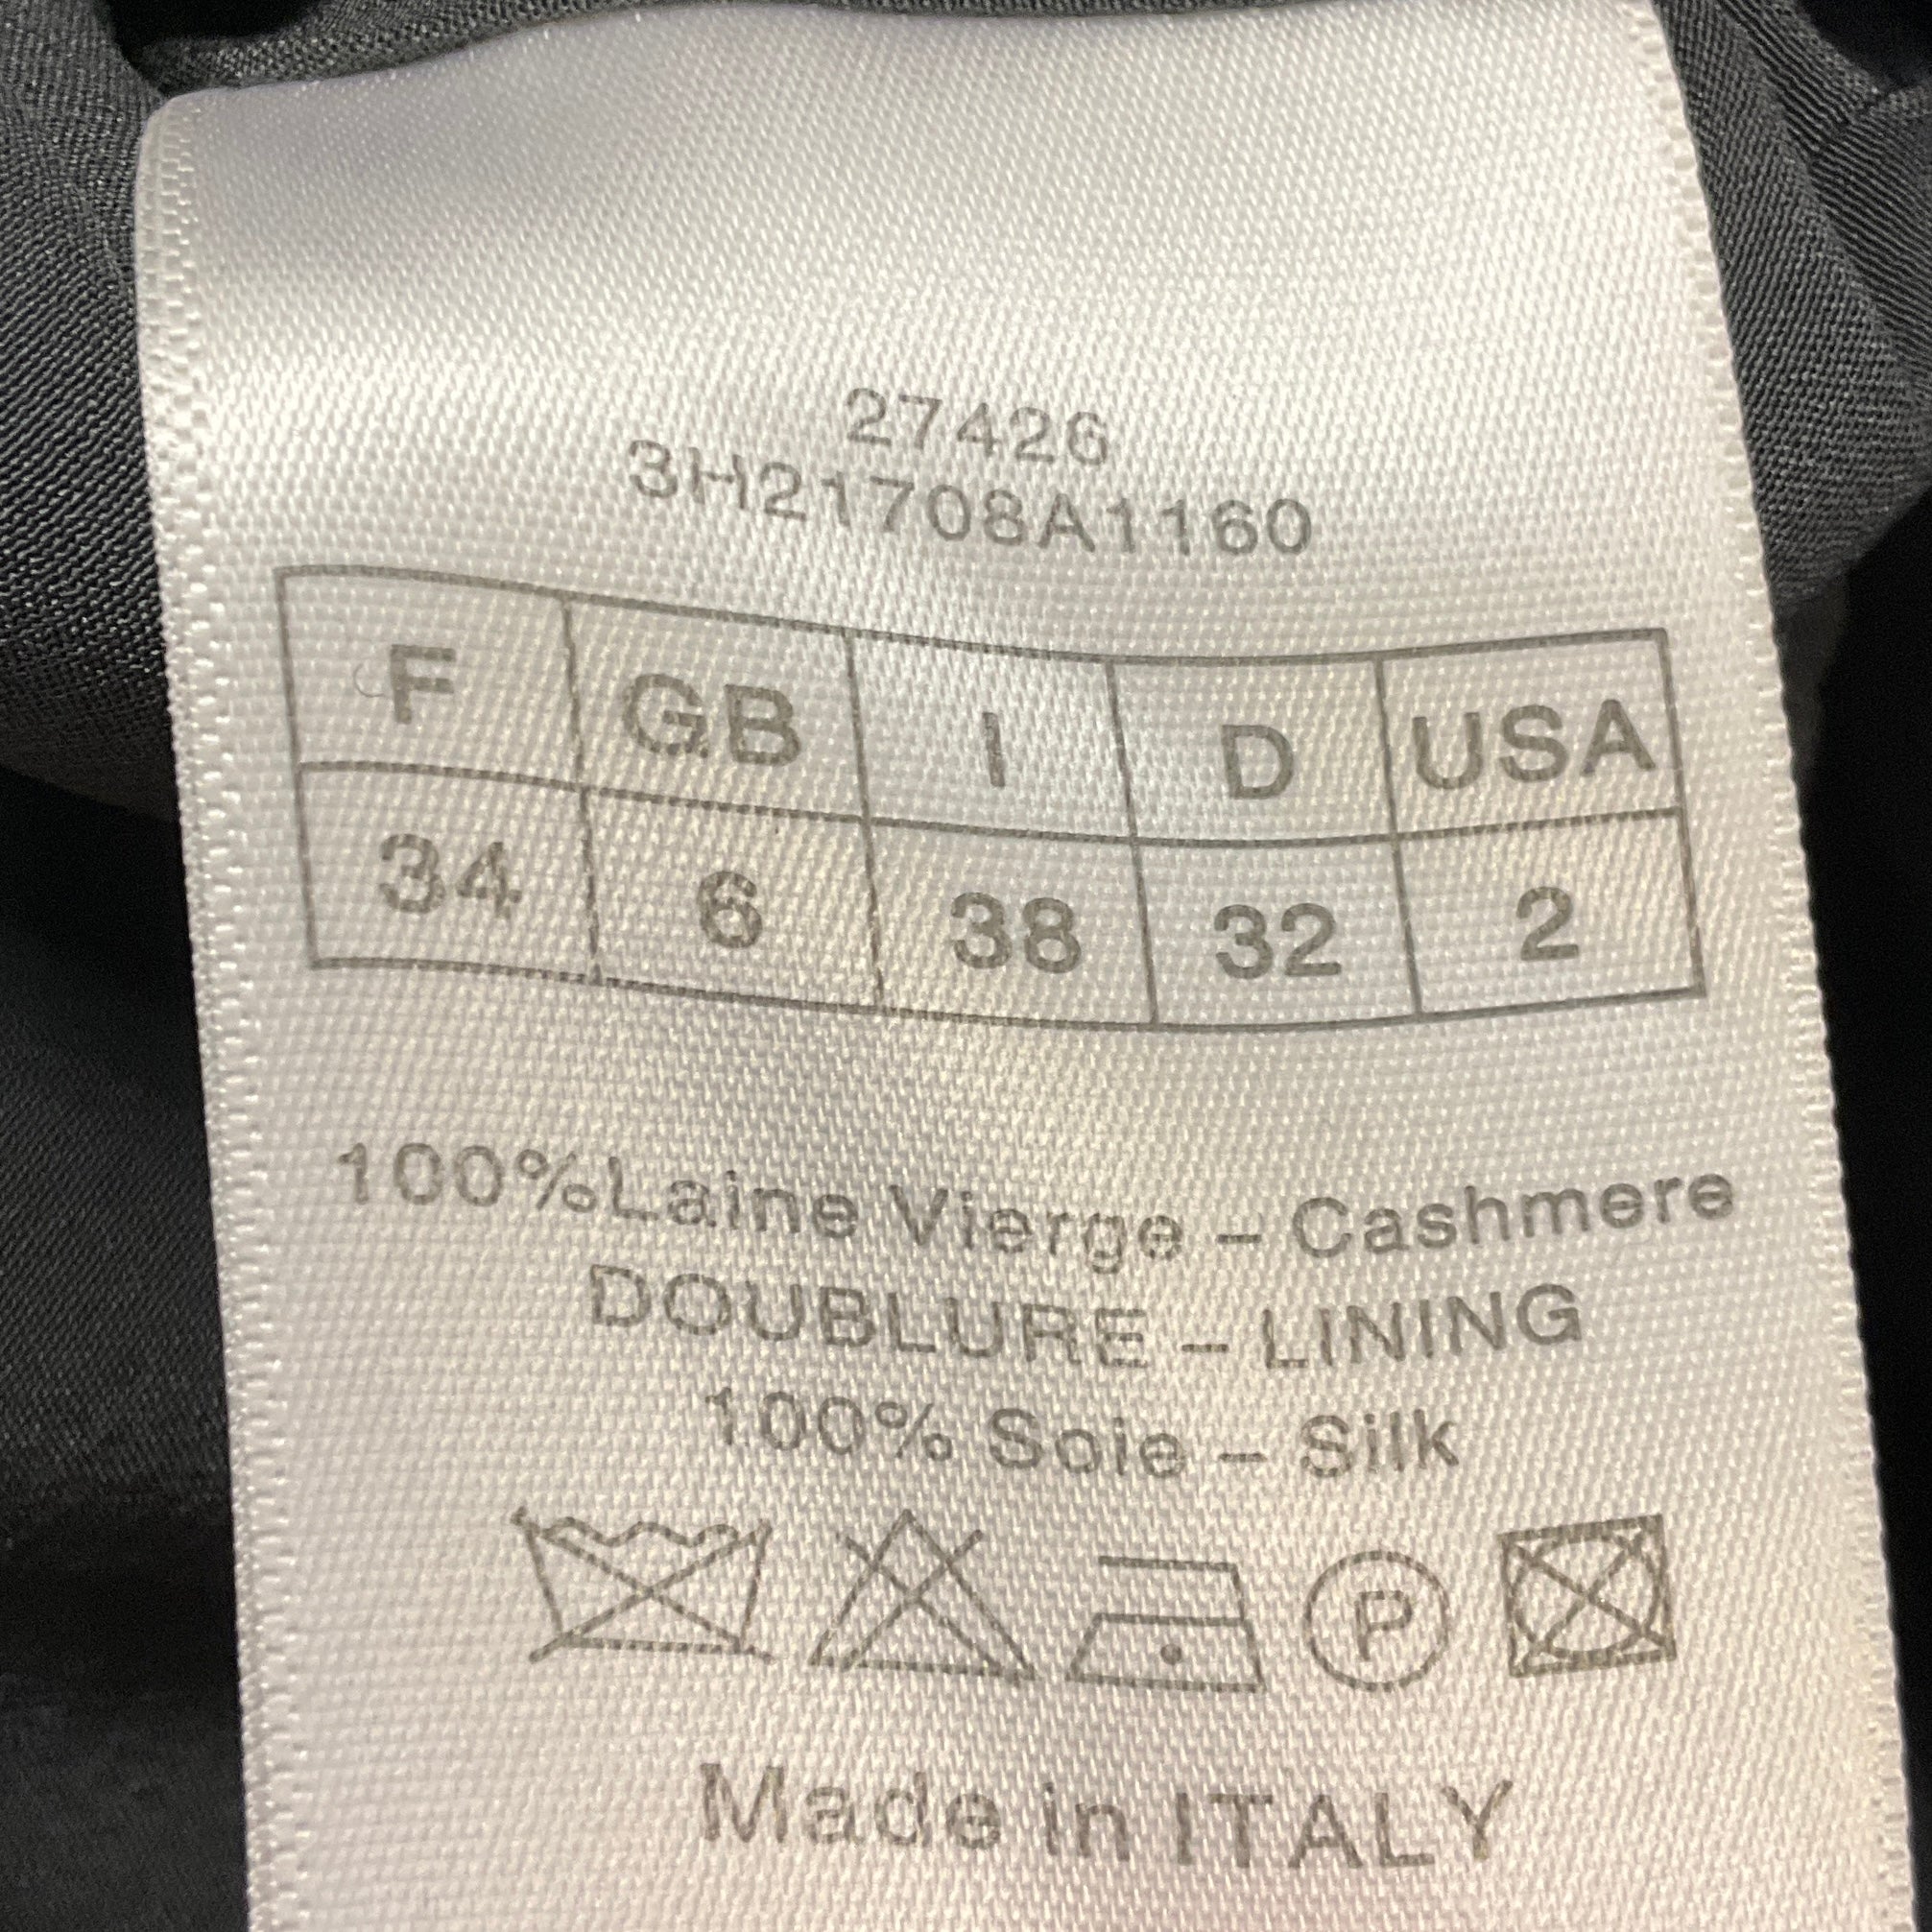 27426
3H21708A1160
F GB I D USA
34 6 38 32 2
100%Laine Vierge – Cashmere
DOUBLURE – LINING
100% Soie – Silk
P
Made in ITALY